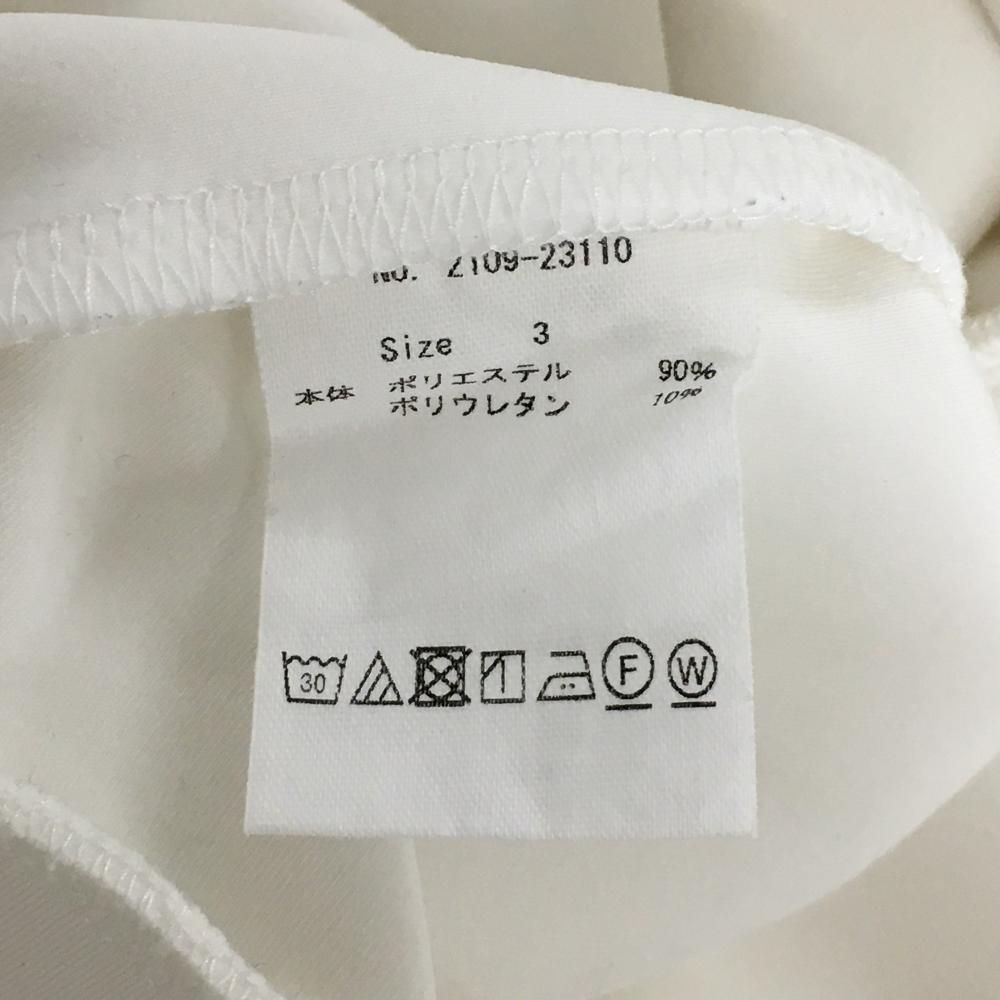 No. 2109-23110
Size 3
本体 ポリエステル 90%
ポリウレタン 10%
30 F W